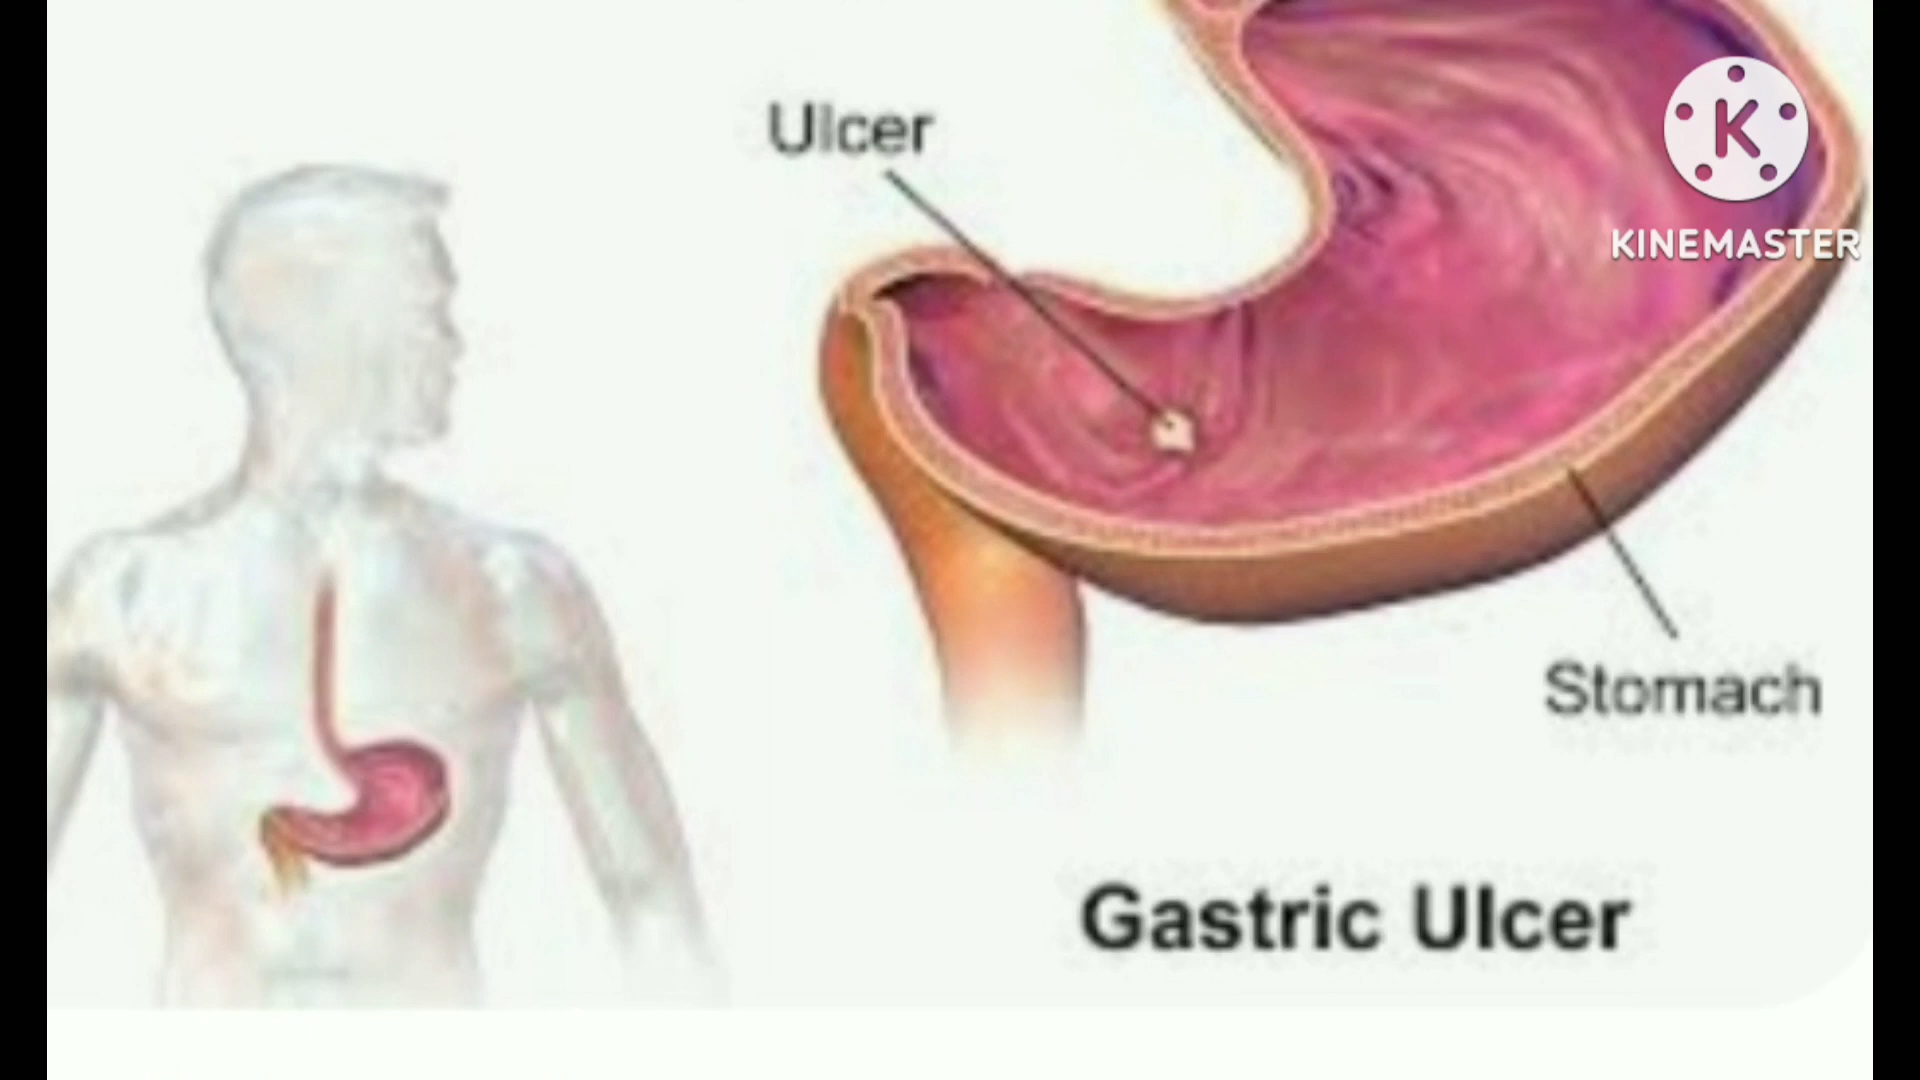 Ulcer
K
KINEMASTER
Stomach
Gastric Ulcer